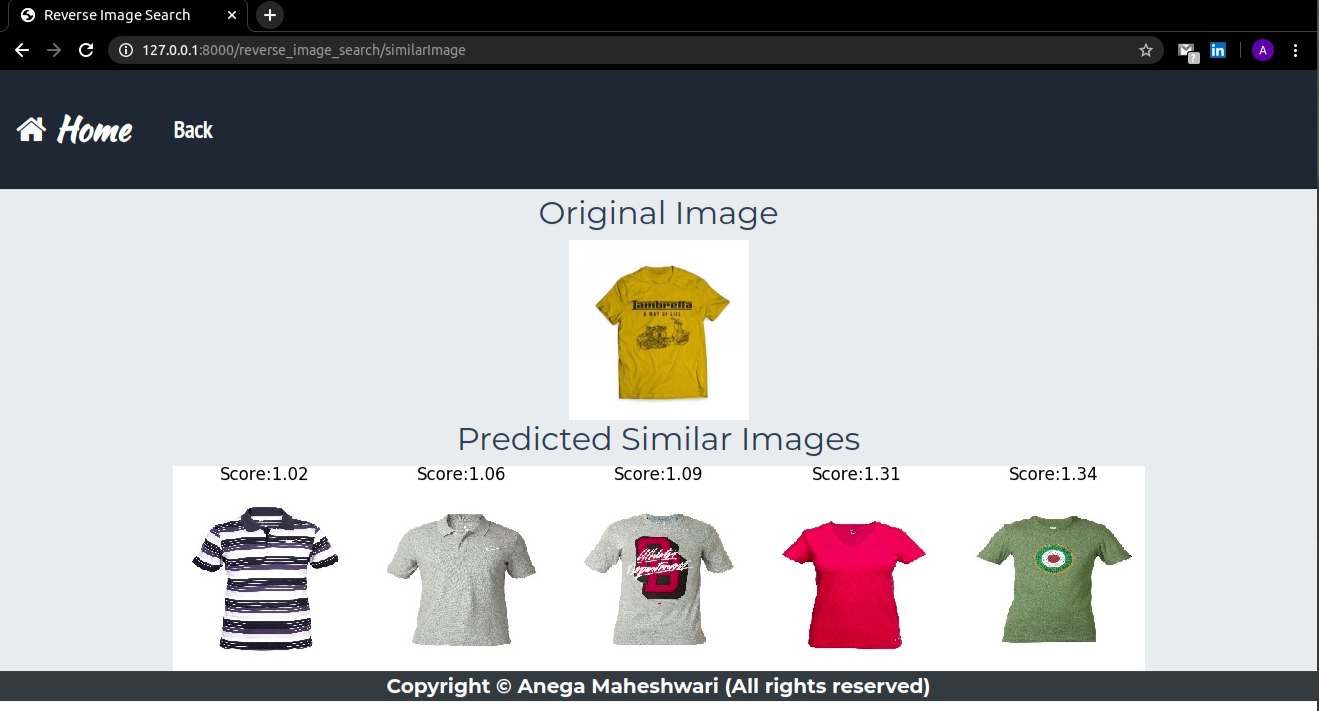 Reverse Image Search
127.0.0.1:8000/reverse_image_search/similarImage
A
Home
Back
Original Image
lambretta
A WAY OF LIFE
Predicted Similar Images
Score:1.02
Score:1.06
Score:1.09
Score:1.31
Score:1.34
B
Athletic
Department
Copyright © Anega Maheshwari (All rights reserved)